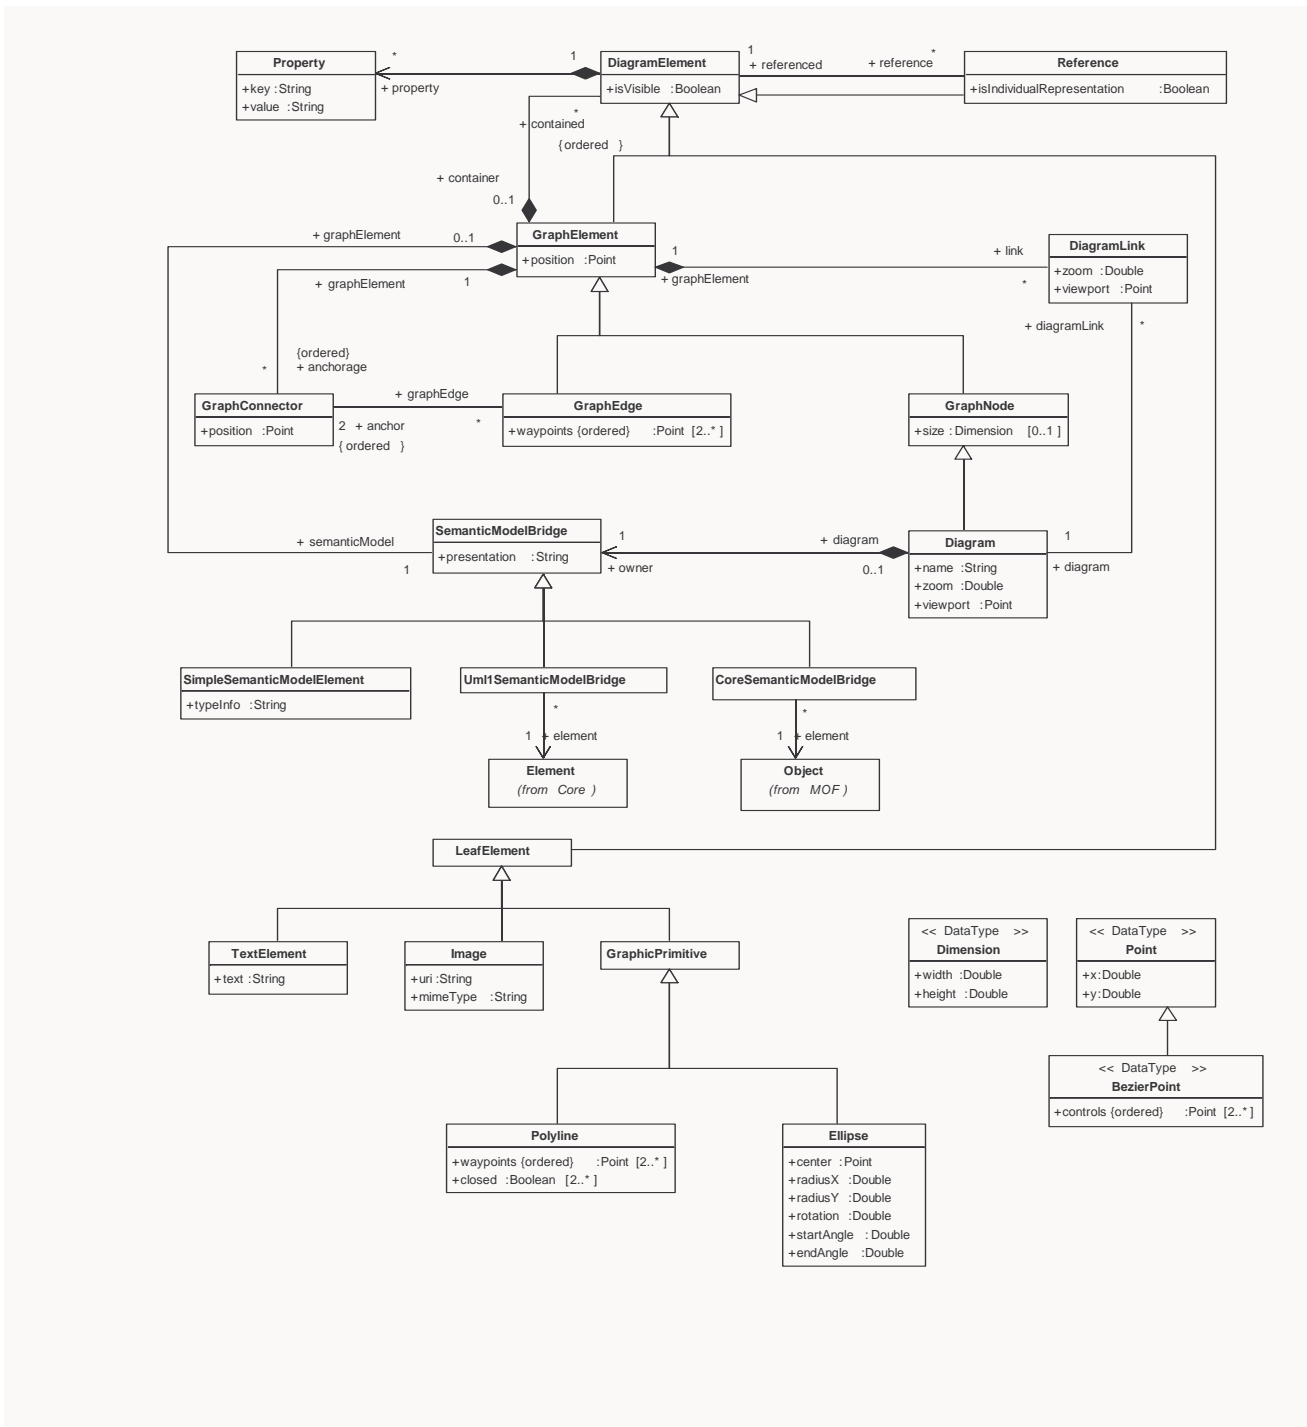 Property
+key :String
+value :String
*
+ property
1
DiagramElement
+isVisible :Boolean
1
+ referenced
*
+ reference
Reference
+isIndividualRepresentation :Boolean
*
+ contained
{ordered }
+ container
0..1
+ graphElement
0..1
GraphElement
+position :Point
+ graphElement
1
1
+ graphElement
+ link
*
DiagramLink
+zoom :Double
+viewport :Point
+ diagramLink
*
{ordered}
+ anchorage
*
GraphConnector
+position :Point
+ graphEdge
2 + anchor
*
{ ordered }
GraphEdge
+waypoints {ordered} :Point [2..* ]
GraphNode
+size : Dimension [0..1 ]
+ semanticModel
1
SemanticModelBridge
+presentation :String
1
+ owner
+ diagram
0..1
Diagram
+name :String
+zoom :Double
+viewport :Point
1
+ diagram
SimpleSemanticModelElement
+typeInfo :String
Uml1SemanticModelBridge
CoreSemanticModelBridge
*
1 + element
*
1 + element
Element
(from Core )
Object
(from MOF )
LeafElement
TextElement
+text :String
Image
+uri :String
+mimeType :String
GraphicPrimitive
<< DataType >>
Dimension
+width :Double
+height :Double
<< DataType >>
Point
+x:Double
+y:Double
<< DataType >>
BezierPoint
+controls {ordered} :Point [2..* ]
Polyline
+waypoints {ordered} :Point [2..* ]
+closed :Boolean [2..* ]
Ellipse
+center :Point
+radiusX :Double
+radiusY :Double
+rotation :Double
+startAngle : Double
+endAngle :Double